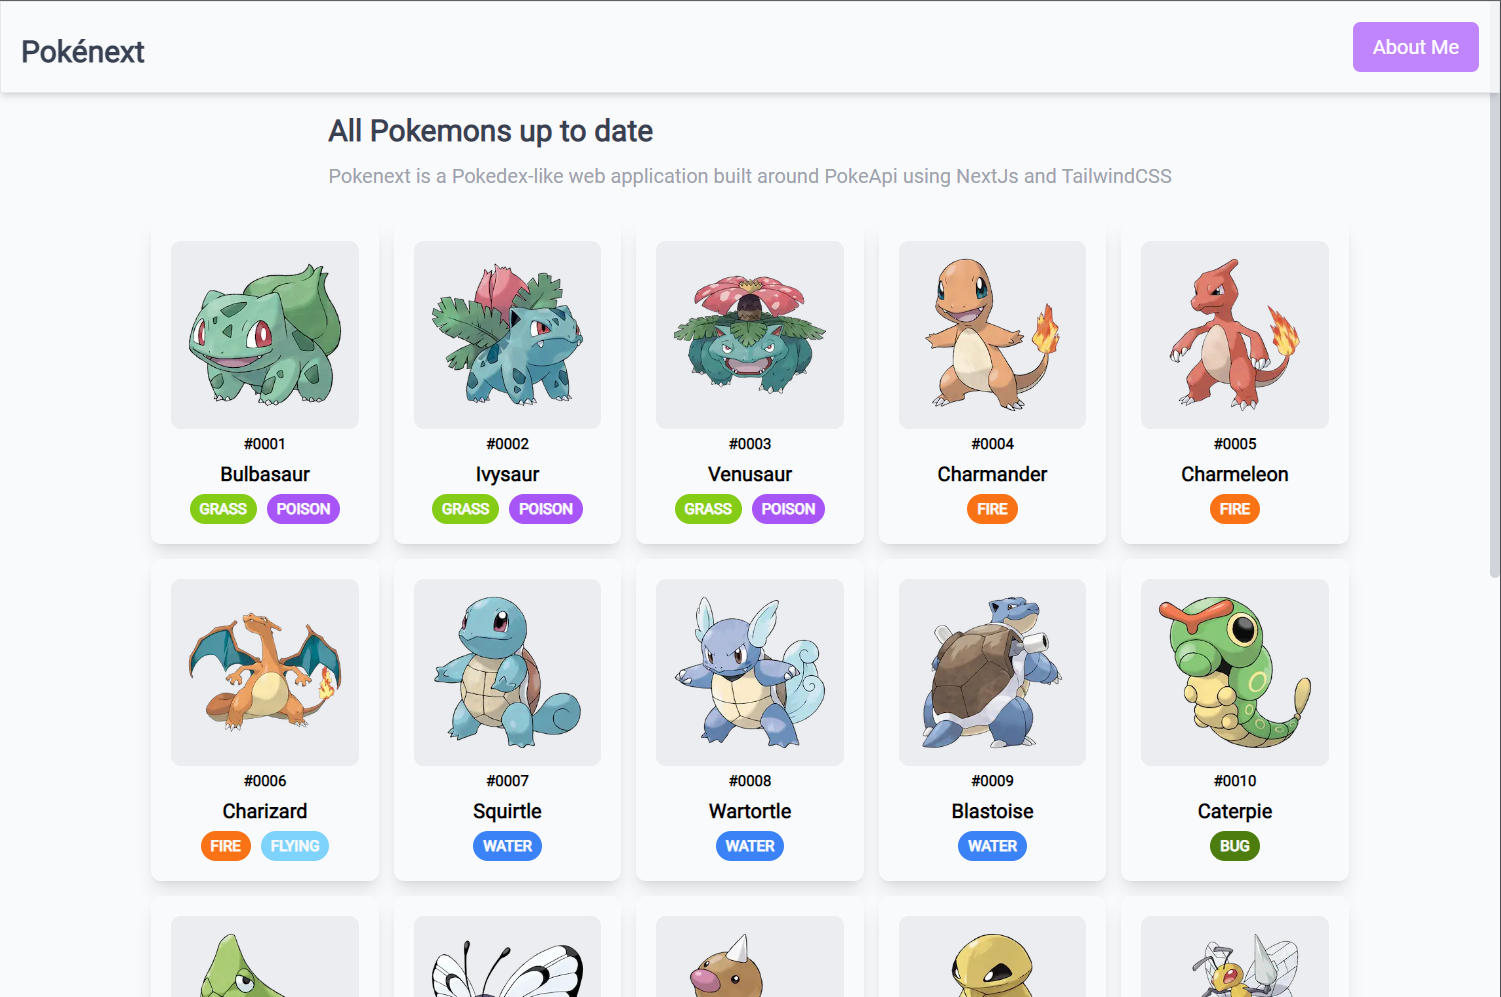 Pokénext
About Me
All Pokemons up to date
Pokenext is a Pokedex-like web application built around PokeApi using NextJs and TailwindCSS
#0001
Bulbasaur
GRASS POISON
#0002
Ivysaur
GRASS POISON
#0003
Venusaur
GRASS POISON
#0004
Charmander
FIRE
#0005
Charmeleon
FIRE
#0006
Charizard
FIRE FLYING
#0007
Squirtle
WATER
#0008
Wartortle
WATER
#0009
Blastoise
WATER
#0010
Caterpie
BUG